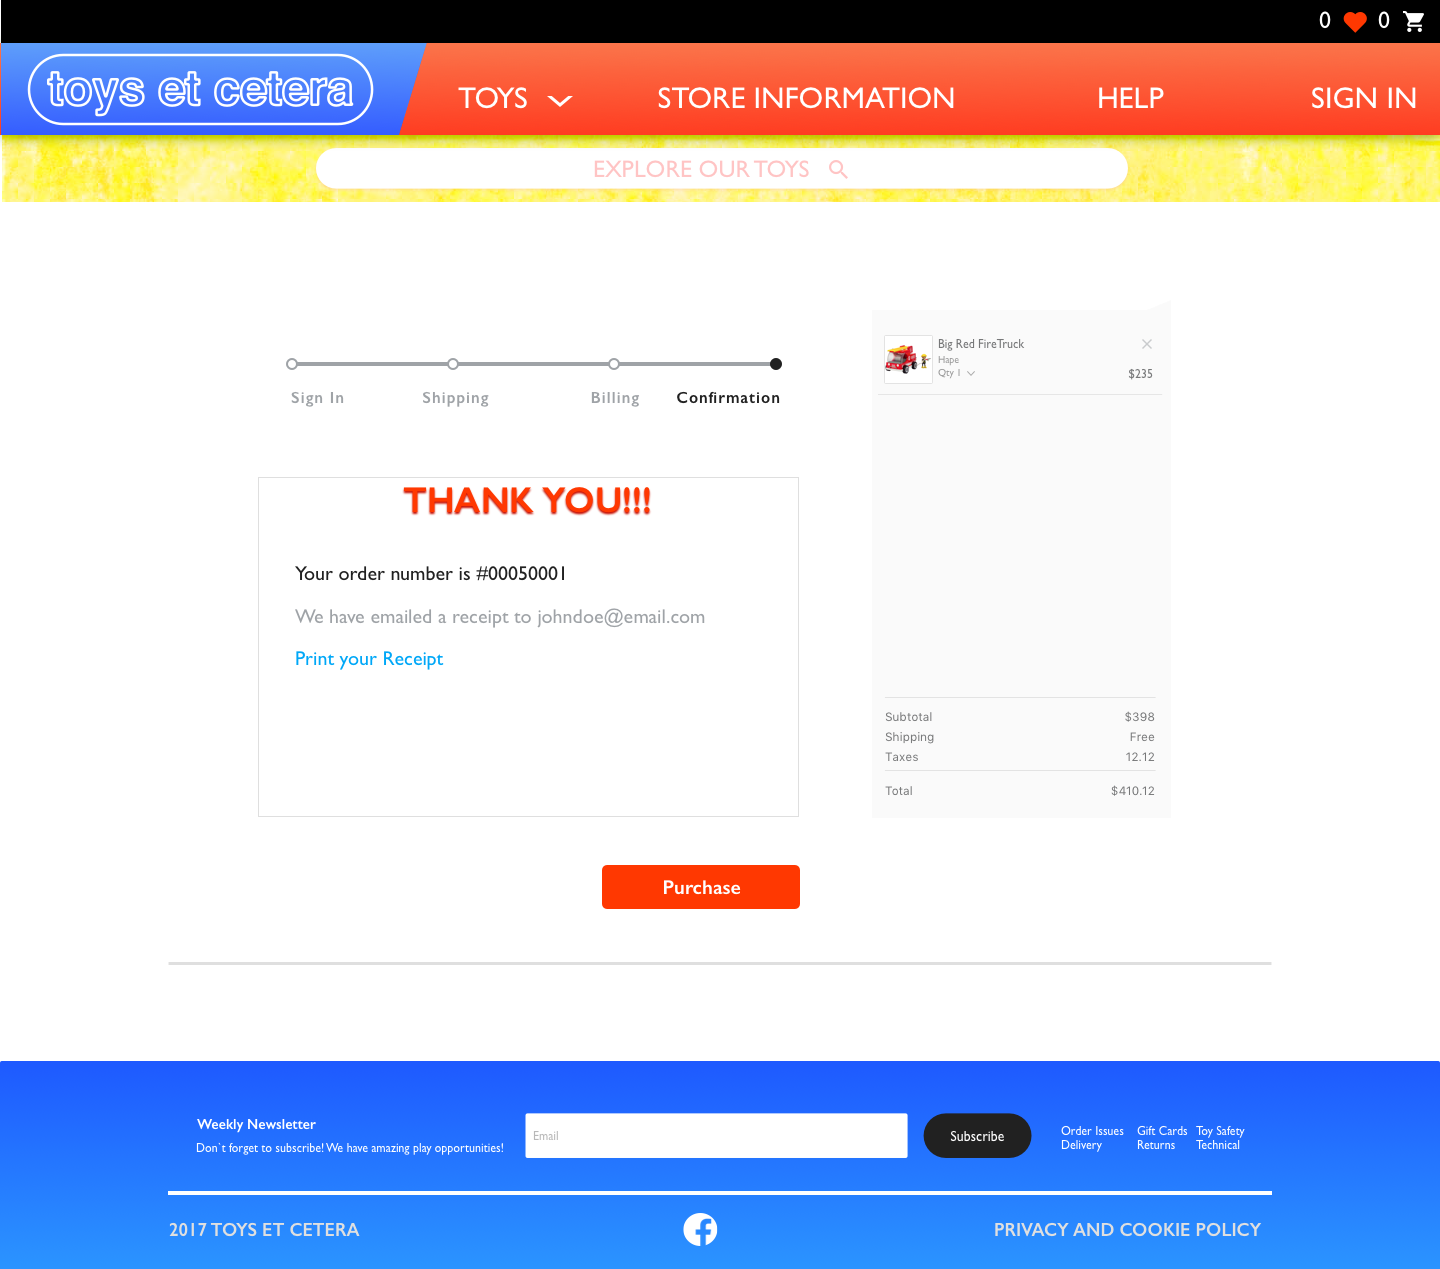 0 0
toys et cetera
TOYS STORE INFORMATION HELP SIGN IN
EXPLORE OUR TOYS
Sign In Shipping Billing Confirmation
THANK YOU!!!
Your order number is #00050001
We have emailed a receipt to johndoe@email.com
Print your Receipt
Purchase
Big Red FireTruck
Hape
Qty 1
$235
Subtotal $398
Shipping Free
Taxes 12.12
Total $410.12
Weekly Newsletter
Don`t forget to subscribe! We have amazing play opportunities!
Email
Subscribe
Order Issues Gift Cards Toy Safety
Delivery Returns Technical
2017 TOYS ET CETERA
PRIVACY AND COOKIE POLICY